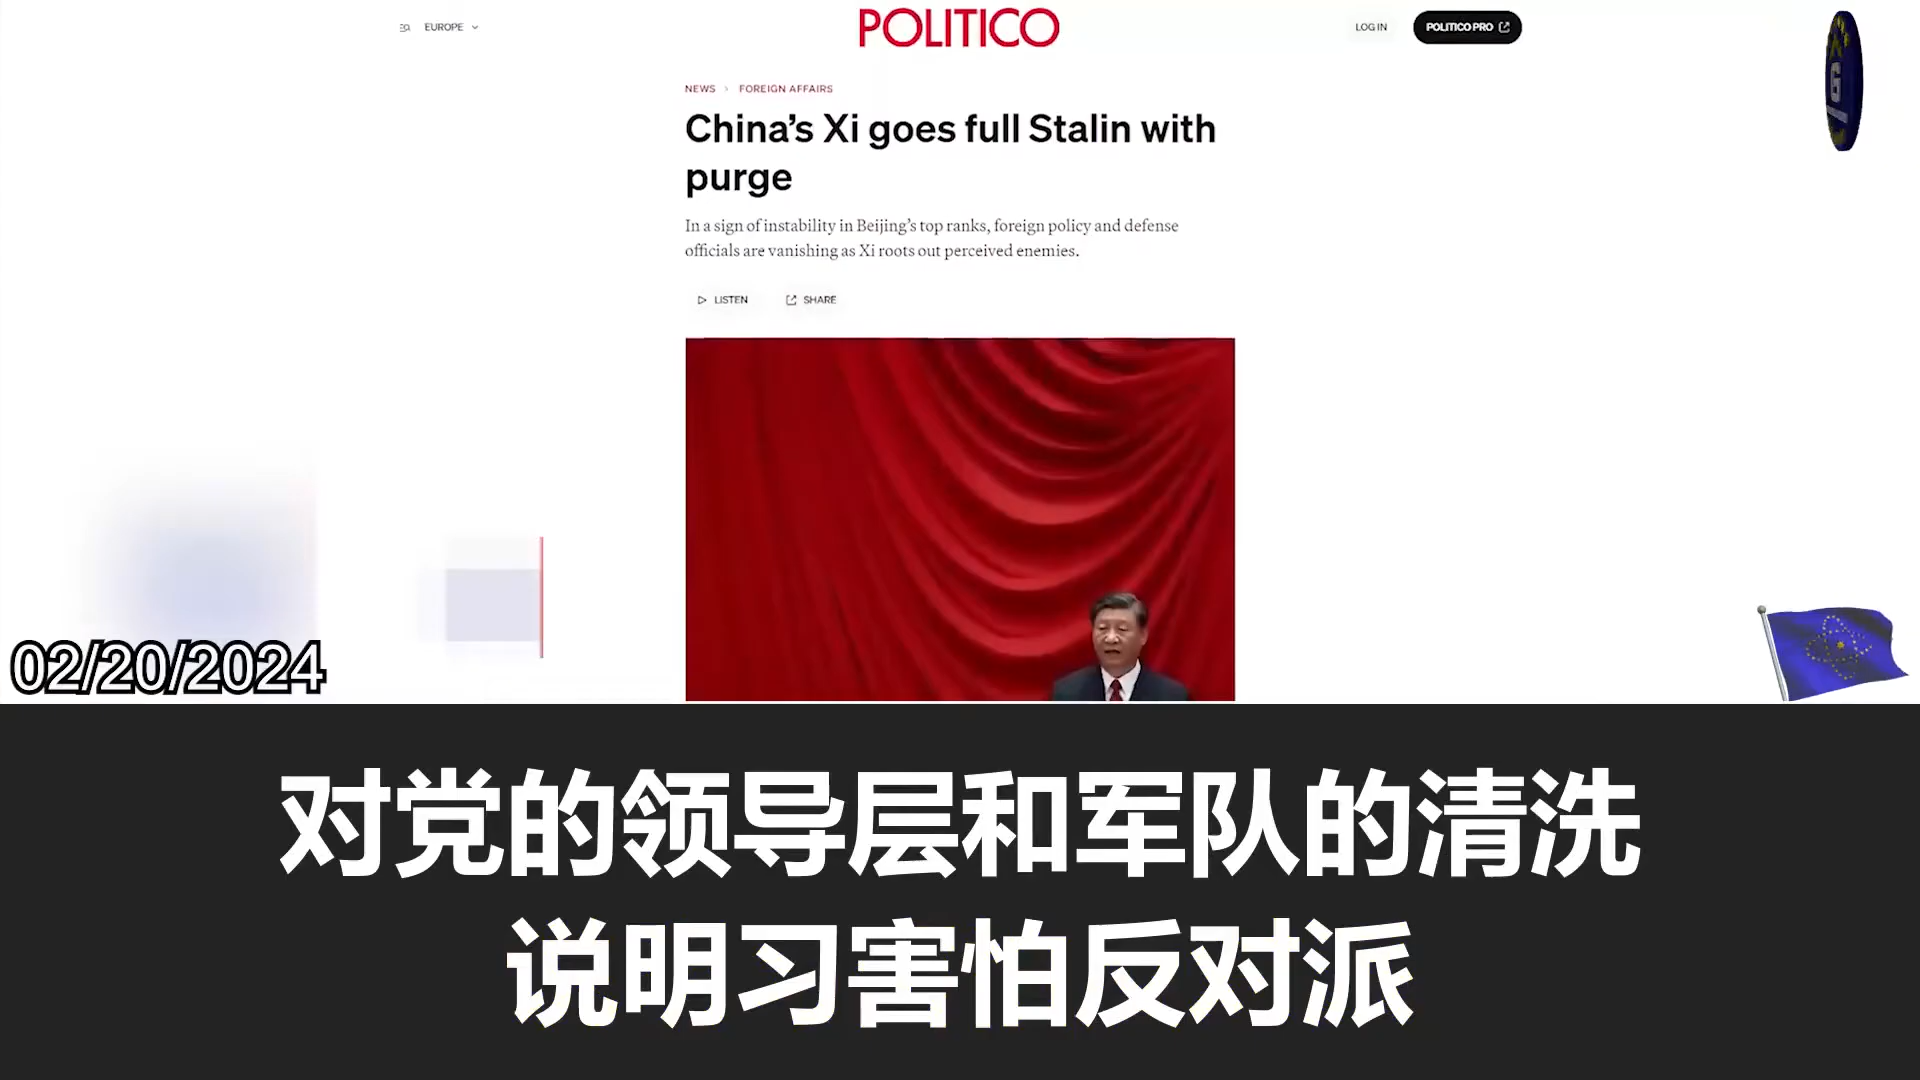 EUROPE
POLITICO
LOG IN
POLITICO PRO
NEWS > FOREIGN AFFAIRS
China’s Xi goes full Stalin with
purge
In a sign of instability in Beijing’s top ranks, foreign policy and defense
officials are vanishing as Xi roots out perceived enemies.
LISTEN
SHARE
G
02/20/2024
对党的领导层和军队的清洗
说明习害怕反对派